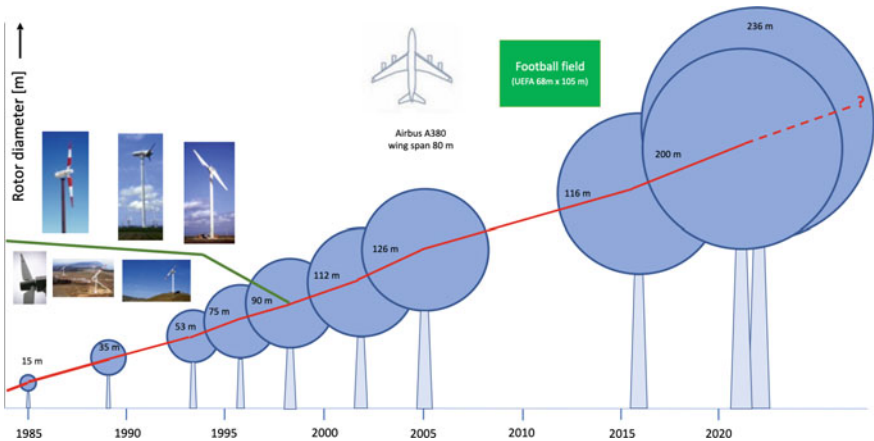 Rotor diameter [m]
Airbus A380
wing span 80 m
Football field
(UEFA 68m x 105 m)
15 m
35 m
53 m
75 m
90 m
112 m
126 m
116 m
200 m
236 m
?
1985
1990
1995
2000
2005
2010
2015
2020